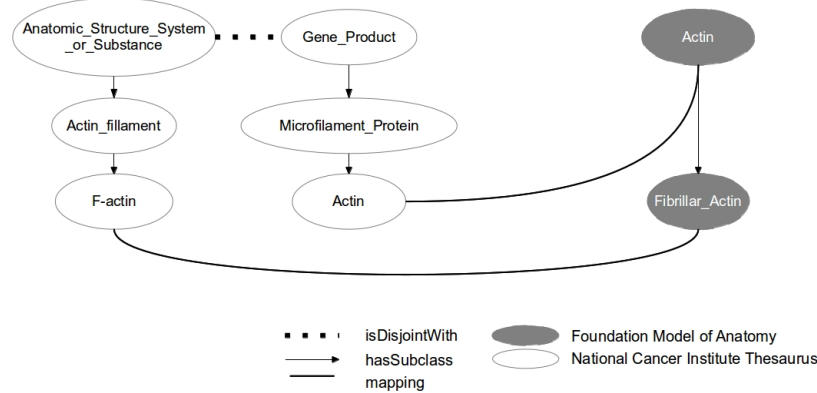 Anatomic_Structure_System
_or_Substance
Gene_Product
Actin
Actin_fillament
Microfilament_Protein
F-actin
Actin
Fibrillar_Actin
isDisjointWith
Foundation Model of Anatomy
hasSubclass
National Cancer Institute Thesaurus
mapping